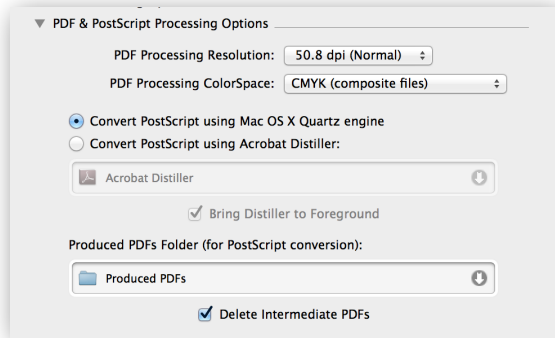 PDF & PostScript Processing Options
PDF Processing Resolution: 50.8 dpi (Normal)
PDF Processing ColorSpace: CMYK (composite files)
Convert PostScript using Mac OS X Quartz engine
Convert PostScript using Acrobat Distiller:
Acrobat Distiller
Bring Distiller to Foreground
Produced PDFs Folder (for PostScript conversion):
Produced PDFs
Delete Intermediate PDFs